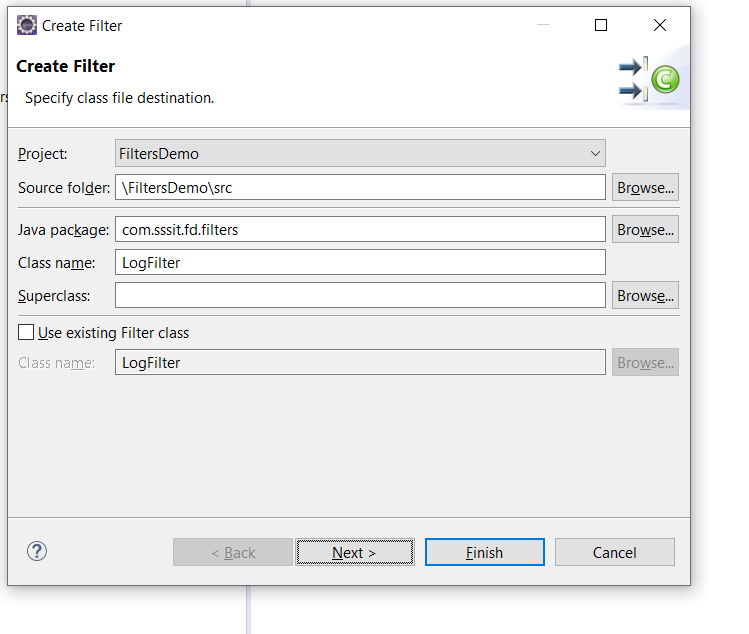 Create Filter
Create Filter
Specify class file destination.
Project: FiltersDemo
Source folder: \FiltersDemo\src Browse...
Java package: com.sssit.fd.filters Browse...
Class name: LogFilter
Superclass: Browse...
Use existing Filter class
Class name: LogFilter Browse...
? < Back Next > Finish Cancel